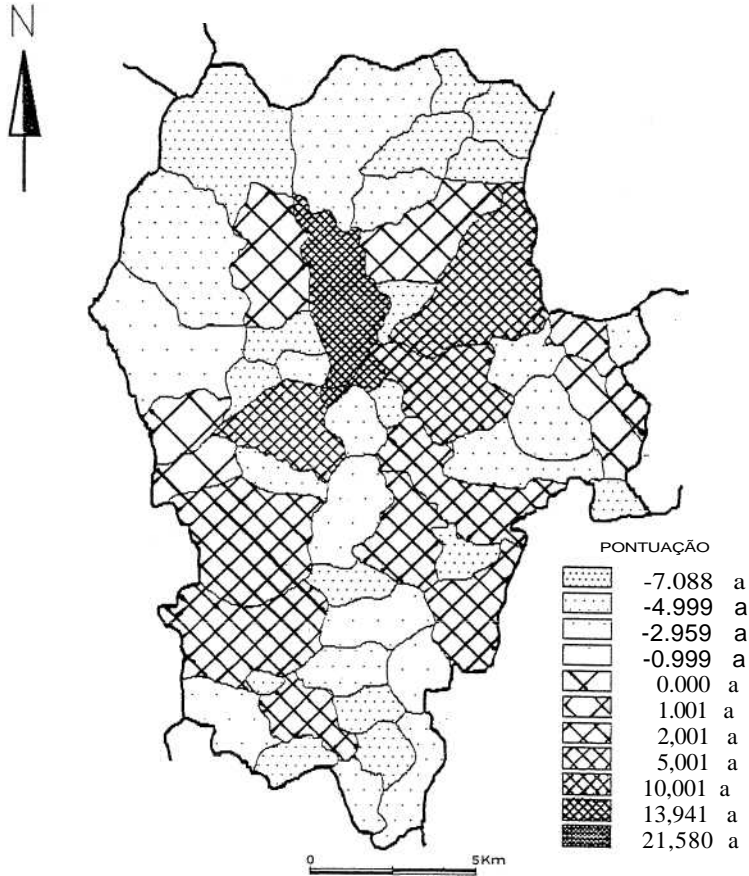 N
PONTUAÇÃO
-7.088 a
-4.999 a
-2.959 a
-0.999 a
0.000 a
1.001 a
2,001 a
5,001 a
10,001 a
13,941 a
21,580 a
0 5Km